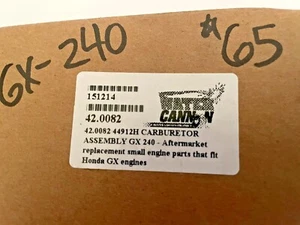 GX-240
*65
151214
WATER
CANNON
42.0082
42.0082 44912H CARBURETOR
ASSEMBLY GX 240 - Aftermarket
replacement small engine parts that fit
Honda GX engines